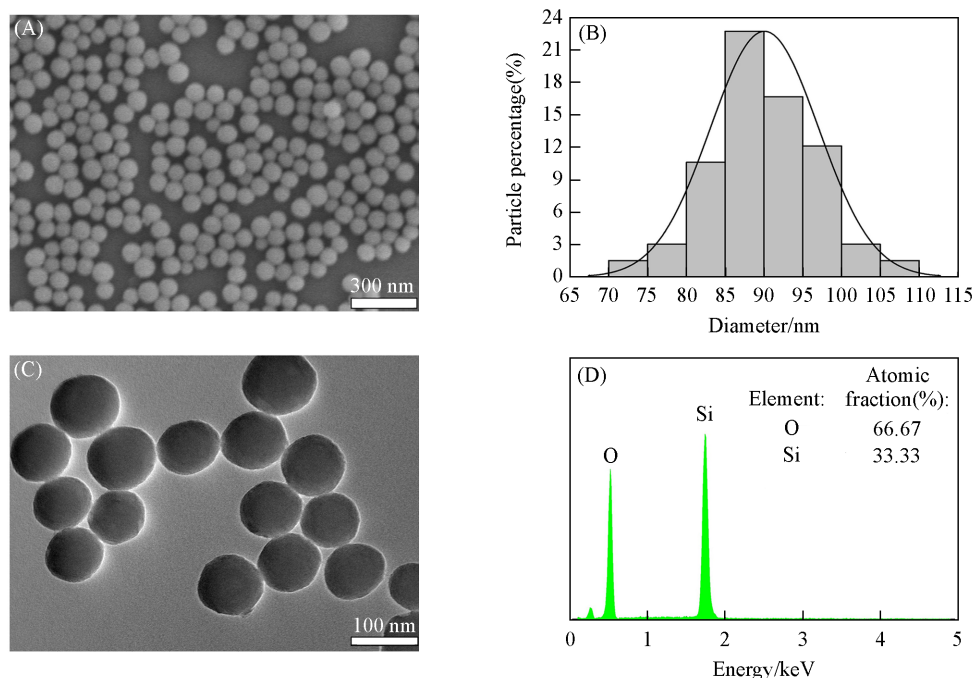 (A)
300 nm
(B)
24
21
18
15
12
9
6
3
0
Particle percentage(%)
65 70 75 80 85 90 95 100 105 110 115
Diameter/nm
(C)
100 nm
(D)
Atomic
Element: fraction(%):
O 66.67
Si 33.33
Si
O
0 1 2 3 4 5
Energy/keV